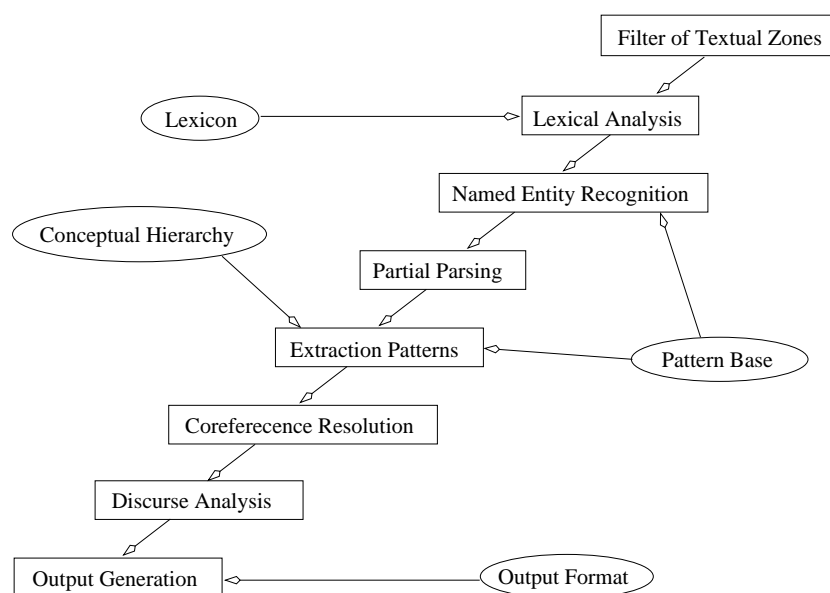 Filter of Textual Zones
Lexicon
Lexical Analysis
Named Entity Recognition
Conceptual Hierarchy
Partial Parsing
Extraction Patterns
Pattern Base
Coreferecence Resolution
Discurse Analysis
Output Generation
Output Format